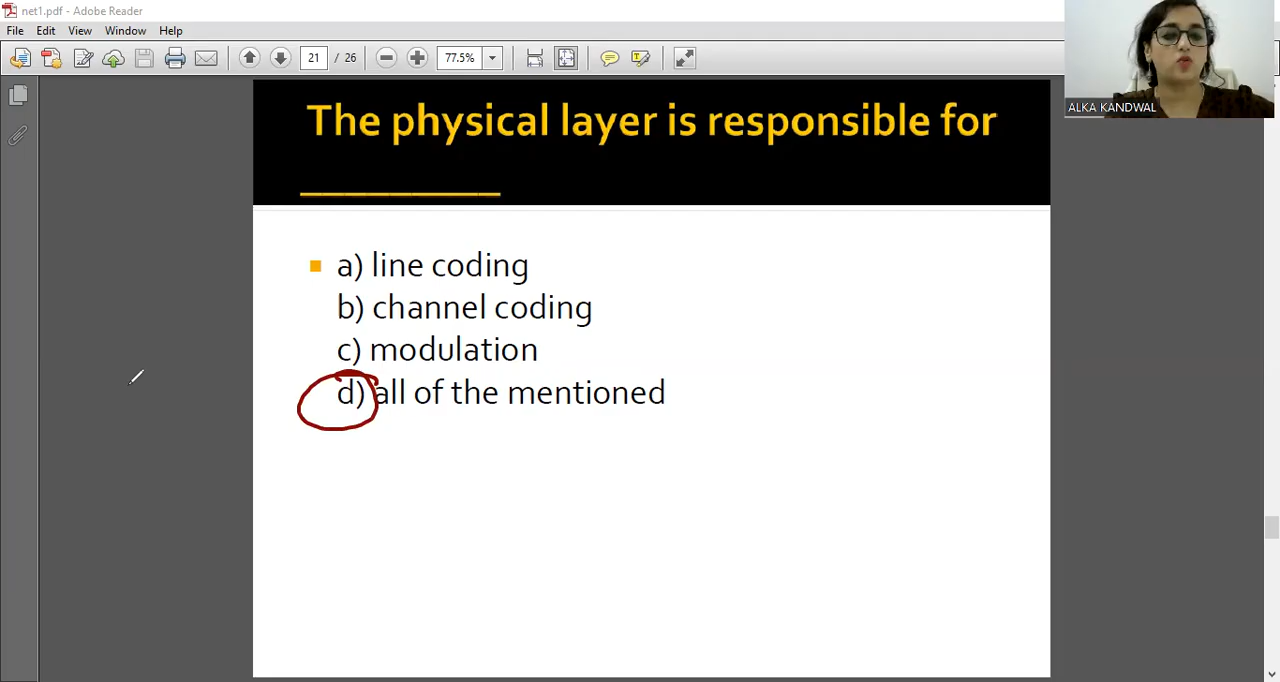 net1.pdf - Adobe Reader
File Edit View Window Help
21 / 26 77.5%
ALKA KANDWAL
The physical layer is responsible for
__________
a) line coding
b) channel coding
c) modulation
d) all of the mentioned